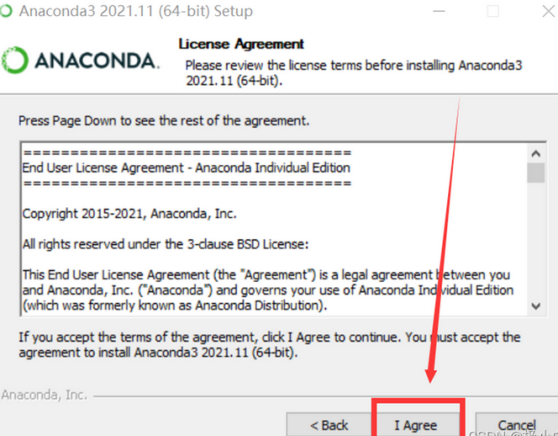 Anaconda3 2021.11 (64-bit) Setup
License Agreement
ANACONDA.
Please review the license terms before installing Anaconda3
2021.11 (64-bit).
Press Page Down to see the rest of the agreement.
===================================
End User License Agreement - Anaconda Individual Edition
===================================
Copyright 2015-2021, Anaconda, Inc.
All rights reserved under the 3-clause BSD License:
This End User License Agreement (the "Agreement") is a legal agreement between you
and Anaconda, Inc. ("Anaconda") and governs your use of Anaconda Individual Edition
(which was formerly known as Anaconda Distribution).
If you accept the terms of the agreement, click I Agree to continue. You must accept the
agreement to install Anaconda3 2021.11 (64-bit).
Anaconda, Inc.
< Back
I Agree
Cancel